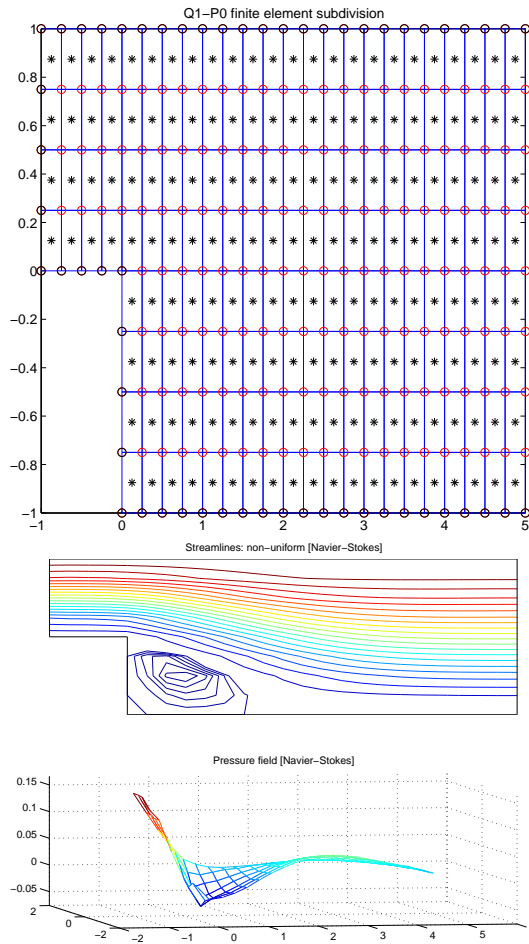 Q1−P0 finite element subdivision
1
0.8
0.6
0.4
0.2
0
−0.2
−0.4
−0.6
−0.8
−1
−1 0 1 2 3 4 5
Streamlines: non−uniform [Navier−Stokes]
Pressure field [Navier−Stokes]
0.15
0.1
0.05
0
−0.05
2 0 −2
−2 −1 0 1 2 3 4 5